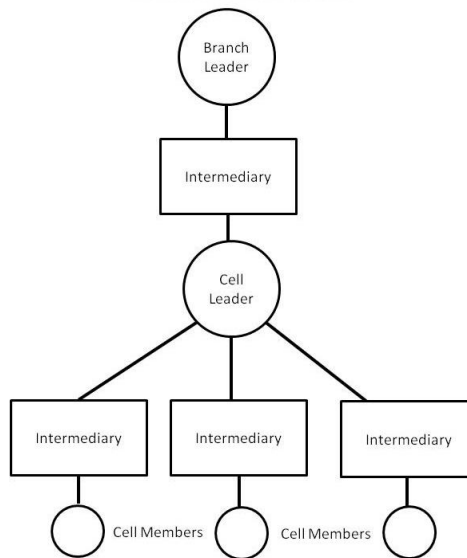 Branch
Leader
Intermediary
Cell
Leader
Intermediary
Intermediary
Intermediary
Cell Members
Cell Members